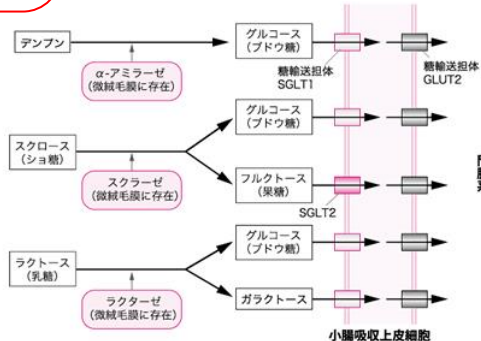 デンプン
α-アミラーゼ
(微絨毛膜に存在)
グルコース
(ブドウ糖)
糖輸送担体
SGLT1
糖輸送担体
GLUT2
スクロース
(ショ糖)
スクラーゼ
(微絨毛膜に存在)
グルコース
(ブドウ糖)
フルクトース
(果糖)
SGLT2
ラクトース
(乳糖)
ラクターゼ
(微絨毛膜に存在)
グルコース
(ブドウ糖)
ガラクトース
小腸吸収上皮細胞